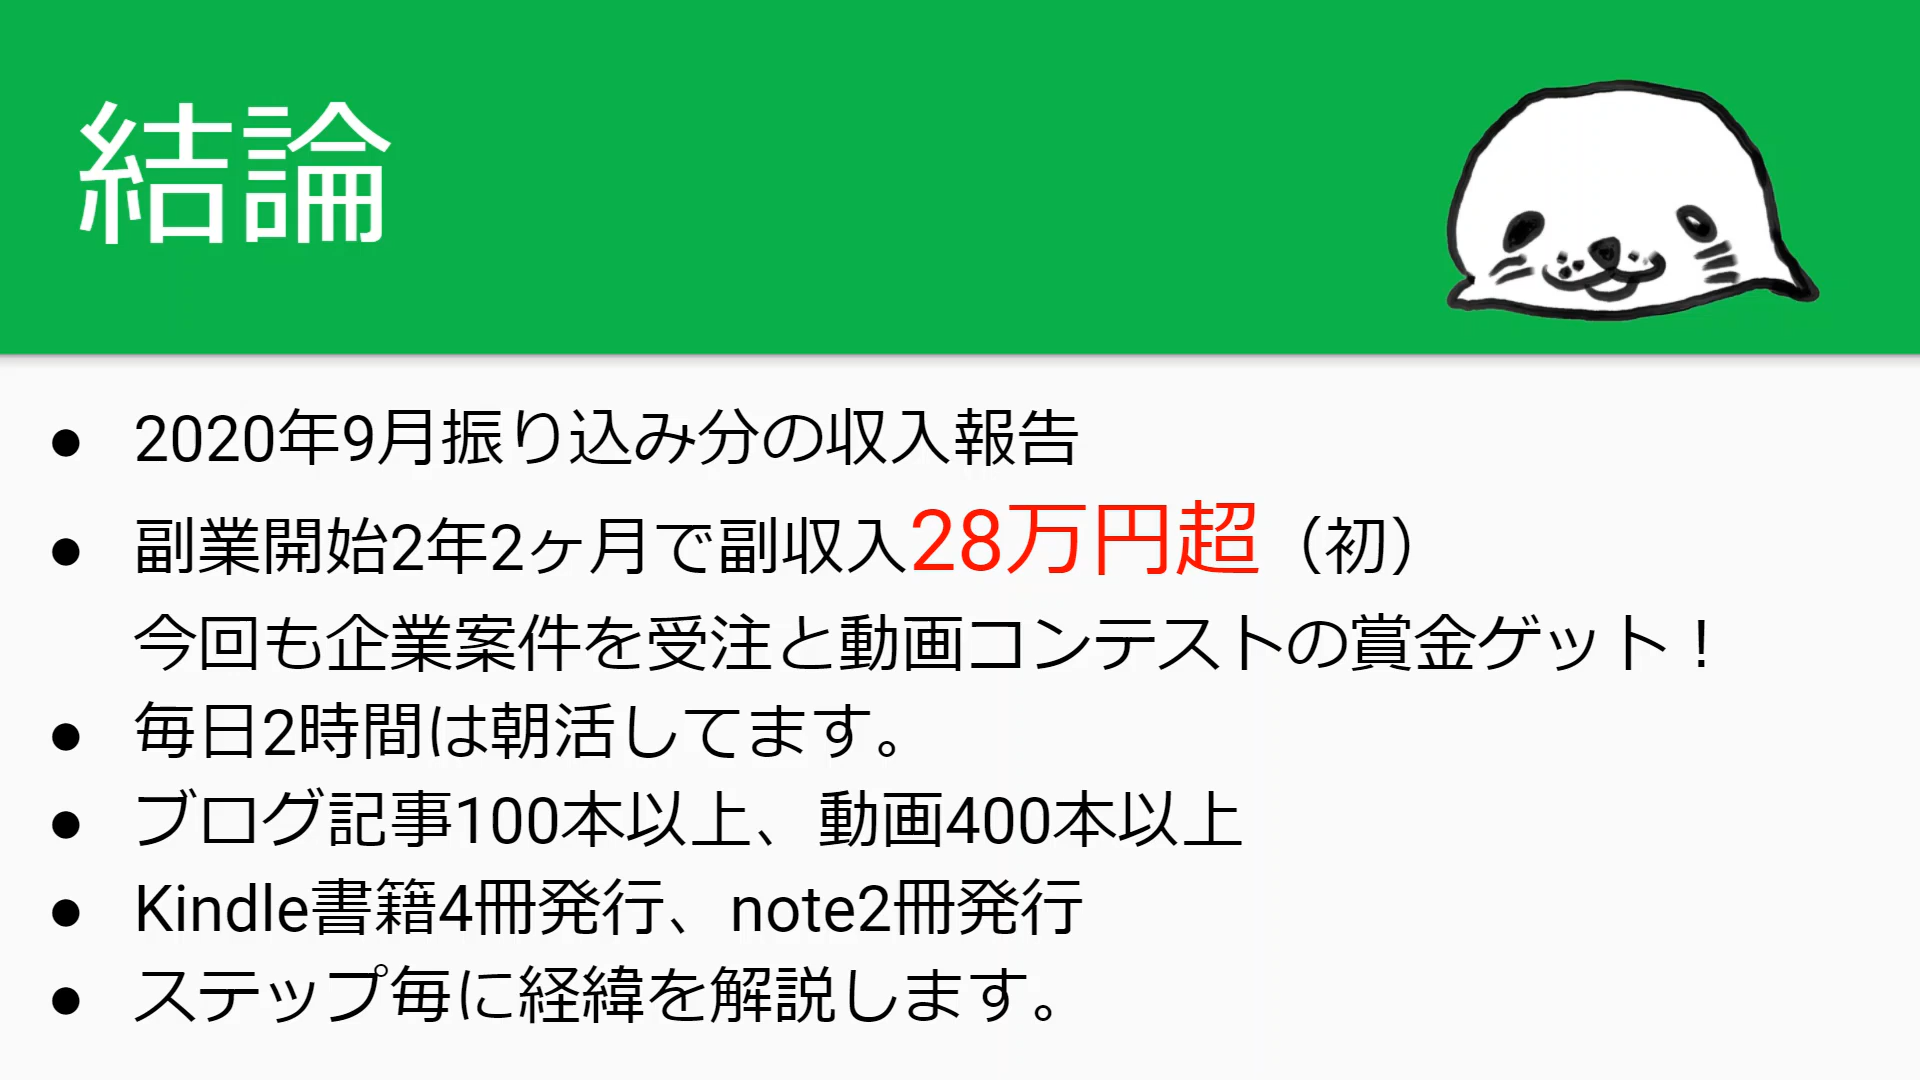 結論
● 2020年9月振り込み分の収入報告
● 副業開始2年2ヶ月で副収入28万円超（初）
今回も企業案件を受注と動画コンテストの賞金ゲット！
● 毎日2時間は朝活してます。
● ブログ記事100本以上、動画400本以上
● Kindle書籍4冊発行、note2冊発行
● ステップ毎に経緯を解説します。